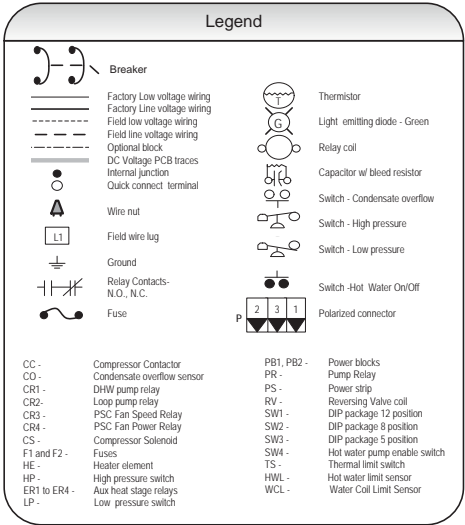 Legend
Breaker
Factory Low voltage wiring
Factory Line voltage wiring
Field low voltage wiring
Field line voltage wiring
Optional block
DC Voltage PCB traces
Internal junction
Quick connect terminal
Wire nut
L1 Field wire lug
Ground
Relay Contacts-
N.O., N.C.
Fuse
T Thermistor
G Light emitting diode - Green
Relay coil
Capacitor w/ bleed resistor
Switch - Condensate overflow
Switch - High pressure
Switch - Low pressure
Switch -Hot Water On/Off
P 2 3 1 Polarized connector
CC - Compressor Contactor
CO - Condensate overflow sensor
CR1 - DHW pump relay
CR2- Loop pump relay
CR3 - PSC Fan Speed Relay
CR4 - PSC Fan Power Relay
CS - Compressor Solenoid
F1 and F2 - Fuses
HE - Heater element
HP - High pressure switch
ER1 to ER4 - Aux heat stage relays
LP - Low pressure switch
PB1, PB2 - Power blocks
PR - Pump Relay
PS - Power strip
RV - Reversing Valve coil
SW1 - DIP package 12 position
SW2 - DIP package 8 position
SW3 - DIP package 5 position
SW4 - Hot water pump enable switch
TS - Thermal limit switch
HWL - Hot water limit sensor
WCL - Water Coil Limit Sensor